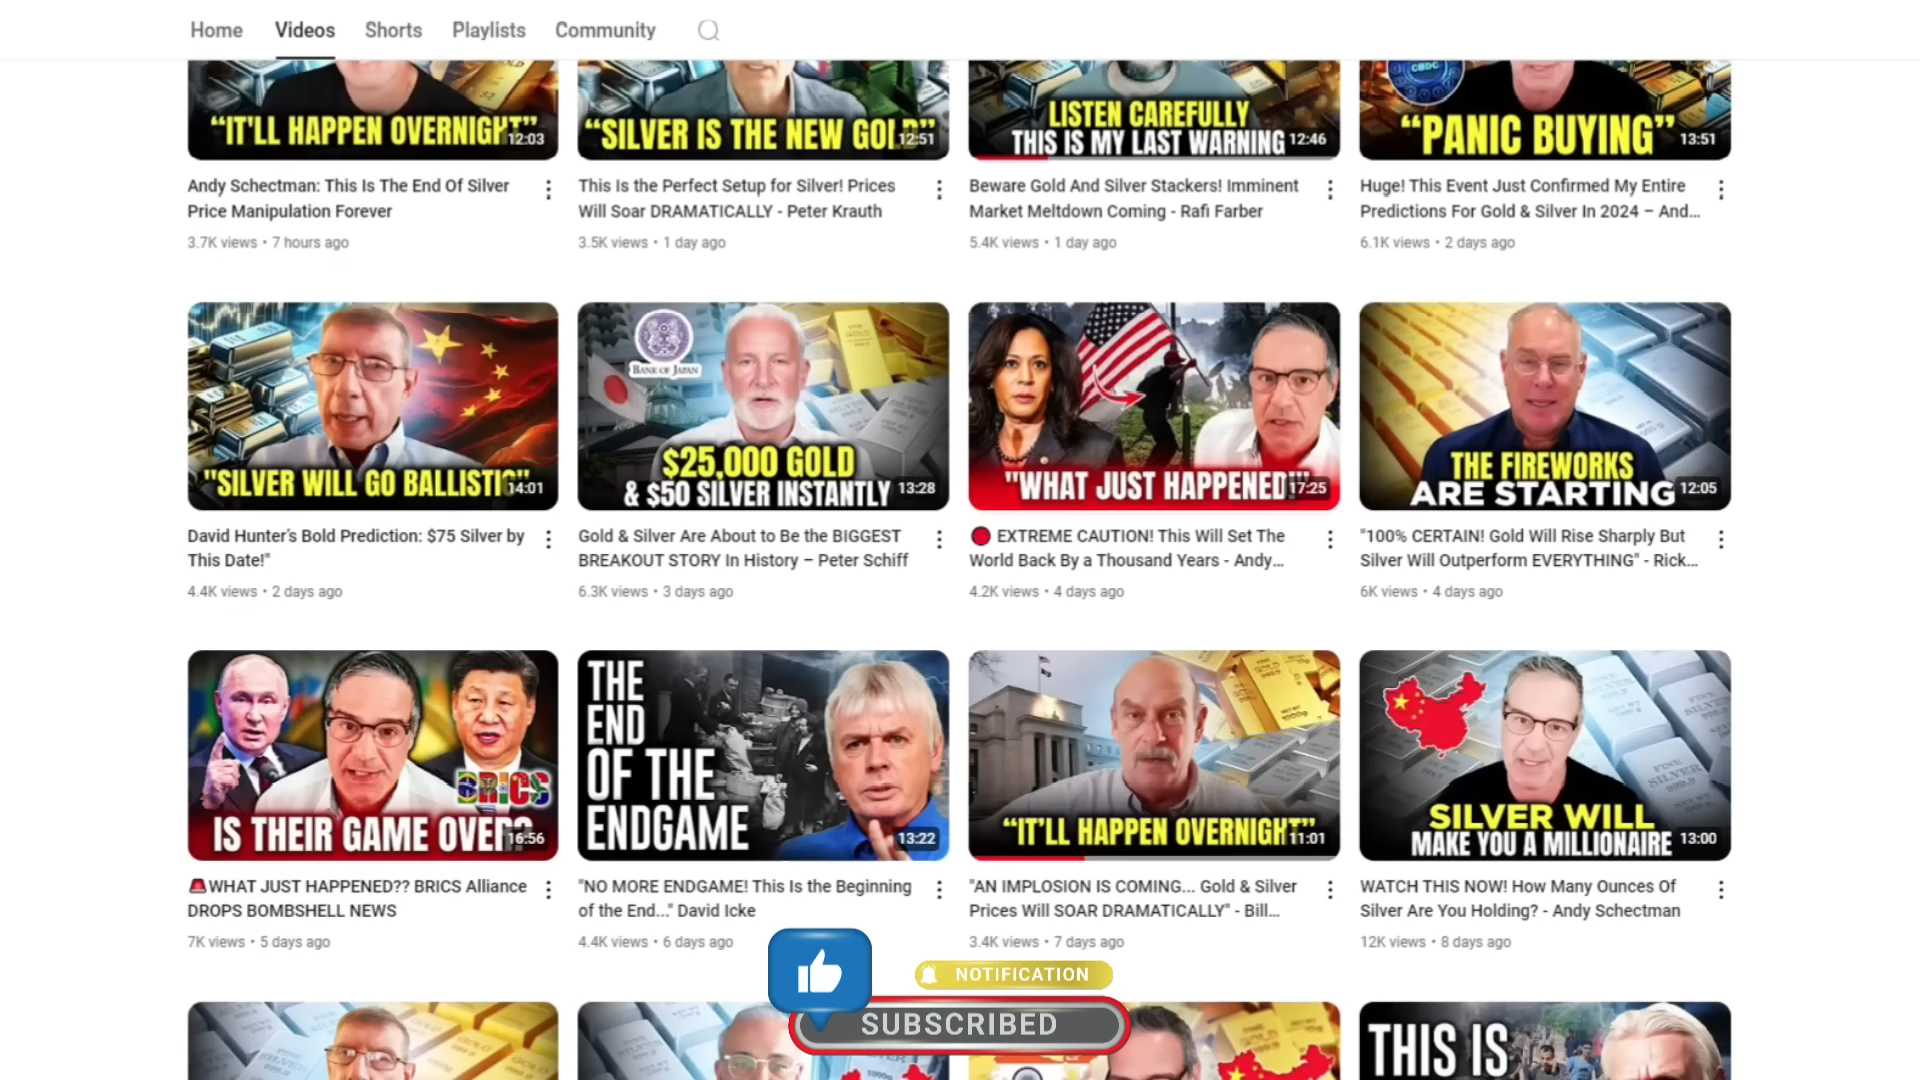 Home Videos Shorts Playlists Community
GOLD
CBDC
"IT'LL HAPPEN OVERNIGHT"
12:03
"SILVER IS THE NEW GOLD"
12:51
LISTEN CAREFULLY
THIS IS MY LAST WARNING
12:46
"PANIC BUYING"
13:51
Andy Schectman: This Is The End Of Silver
Price Manipulation Forever
3.7K views • 7 hours ago
This Is the Perfect Setup for Silver! Prices
Will Soar DRAMATICALLY - Peter Krauth
3.5K views • 1 day ago
Beware Gold And Silver Stackers! Imminent
Market Meltdown Coming - Rafi Farber
5.4K views • 1 day ago
Huge! This Event Just Confirmed My Entire
Predictions For Gold & Silver In 2024 – And...
6.1K views • 2 days ago
"SILVER WILL GO BALLISTIC"
14:01
BANK OF JAPAN
GOLD
$25,000 GOLD
& $50 SILVER INSTANTLY
13:28
"WHAT JUST HAPPENED!"
17:25
THE FIREWORKS
ARE STARTING
12:05
David Hunter's Bold Prediction: $75 Silver by
This Date!"
4.4K views • 2 days ago
Gold & Silver Are About to Be the BIGGEST
BREAKOUT STORY In History – Peter Schiff
6.3K views • 3 days ago
EXTREME CAUTION! This Will Set The
World Back By a Thousand Years - Andy...
4.2K views • 4 days ago
"100% CERTAIN! Gold Will Rise Sharply But
Silver Will Outperform EVERYTHING" - Rick...
6K views • 4 days ago
BRICS
IS THEIR GAME OVER?
16:56
THE
END
OF THE
ENDGAME
13:22
"IT'LL HAPPEN OVERNIGHT"
11:01
FINE
SILVER
999.9
SILVER WILL
MAKE YOU A MILLIONAIRE
13:00
WHAT JUST HAPPENED?? BRICS Alliance
DROPS BOMBSHELL NEWS
7K views • 5 days ago
"NO MORE ENDGAME! This Is the Beginning
of the End..." David Icke
4.4K views • 6 days ago
"AN IMPLOSION IS COMING... Gold & Silver
Prices Will SOAR DRAMATICALLY" - Bill...
3.4K views • 7 days ago
WATCH THIS NOW! How Many Ounces Of
Silver Are You Holding? - Andy Schectman
12K views • 8 days ago
NOTIFICATION
SUBSCRIBED
THIS IS